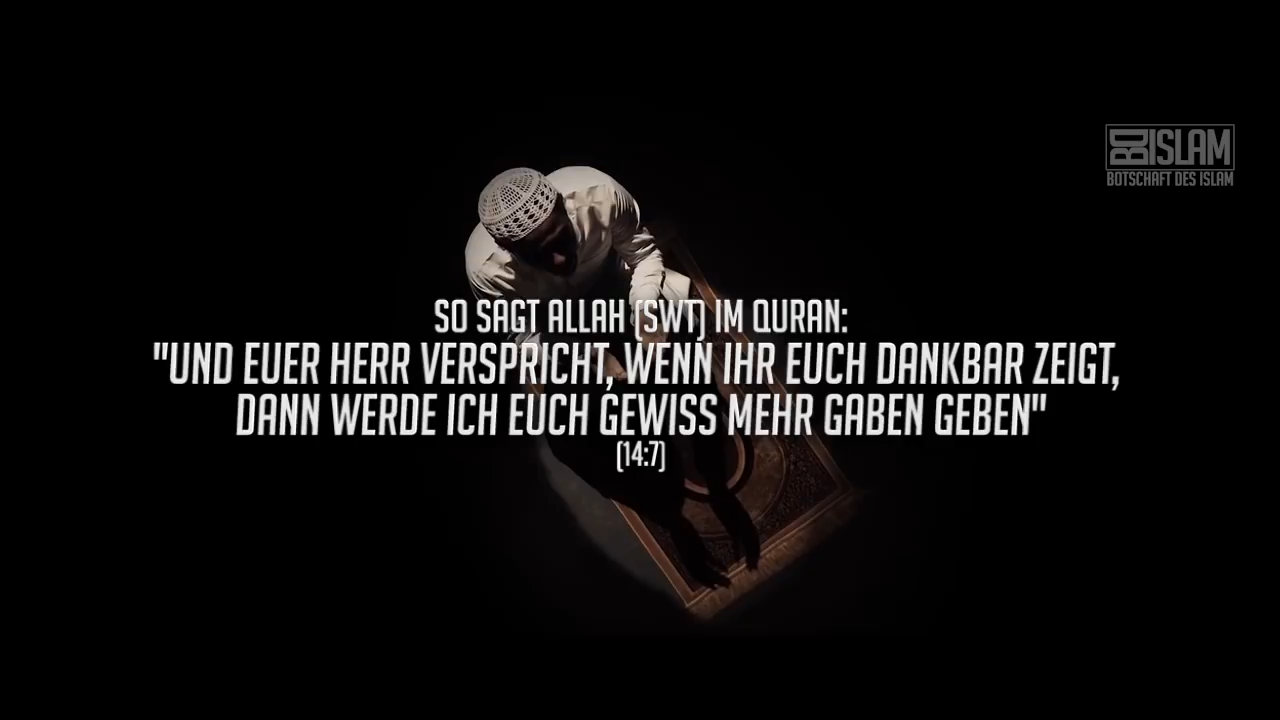 BDISLAM
BOTSCHAFT DES ISLAM
SO SAGT ALLAH (SWT) IM QURAN:
"UND EUER HERR VERSPRICHT, WENN IHR EUCH DANKBAR ZEIGT,
DANN WERDE ICH EUCH GEWISS MEHR GABEN GEBEN"
(14:7)